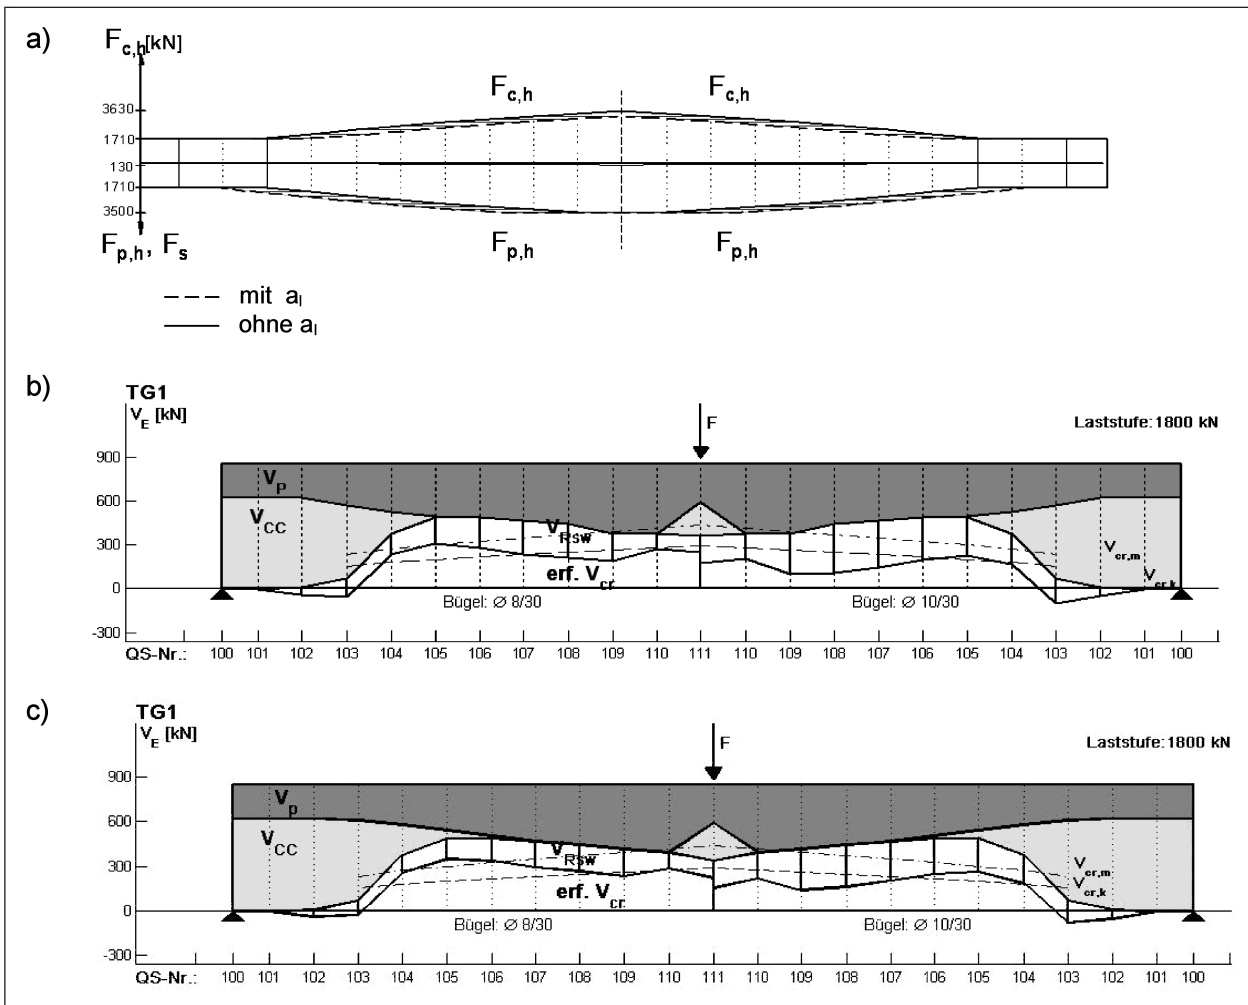 a)
F_c,h [kN]
F_c,h F_c,h
3630
1710
130
1710
3500
F_p,h, F_s
F_p,h F_p,h
mit a_l
ohne a_l
b)
TG1
V_E [kN]
F
Laststufe: 1800 kN
900
V_p
600
V_CC
V_Rsw
300
V_cr,m
erf. V_cr
V_cr,k
0
Bügel: Ø 8/30 Bügel: Ø 10/30
-300
QS-Nr.: 100 101 102 103 104 105 106 107 108 109 110 111 110 109 108 107 106 105 104 103 102 101 100
c)
TG1
V_E [kN]
F
Laststufe: 1800 kN
900
V_p
600
V_CC
V_Rsw
V_cr,m
300
V_cr,k
erf. V_cr
0
Bügel: Ø 8/30 Bügel: Ø 10/30
-300
QS-Nr.: 100 101 102 103 104 105 106 107 108 109 110 111 110 109 108 107 106 105 104 103 102 101 100